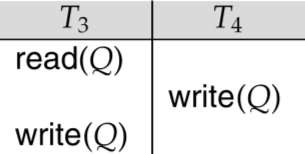 T₃ T₄
read(Q)
write(Q)
write(Q)